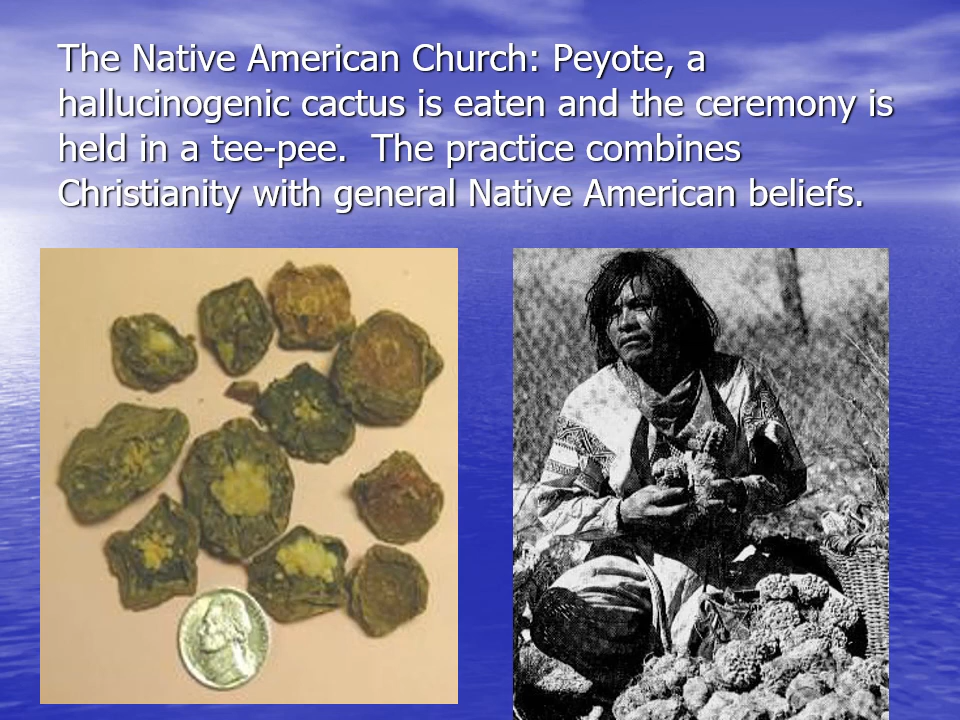 The Native American Church: Peyote, a
hallucinogenic cactus is eaten and the ceremony is
held in a tee-pee.  The practice combines
Christianity with general Native American beliefs.